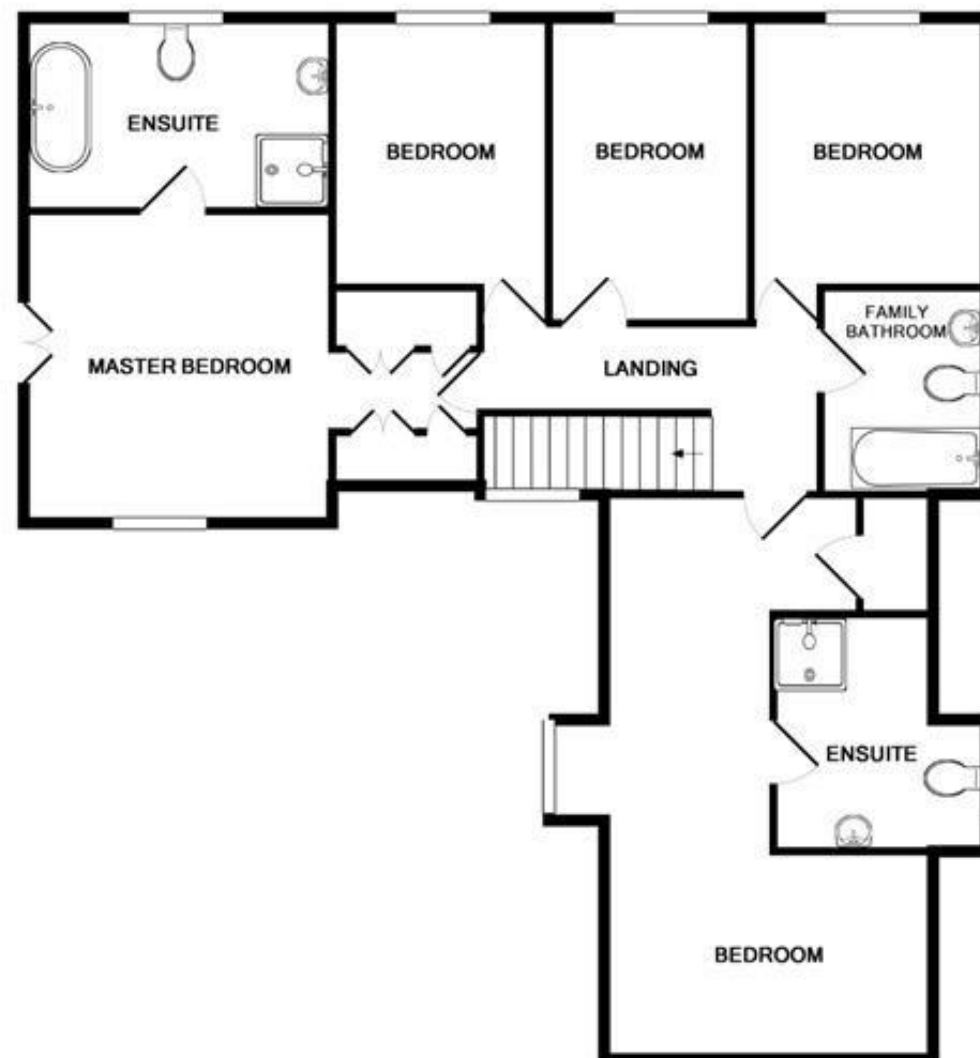 ENSUITE
BEDROOM
BEDROOM
BEDROOM
FAMILY
BATHROOM
MASTER BEDROOM
LANDING
ENSUITE
BEDROOM